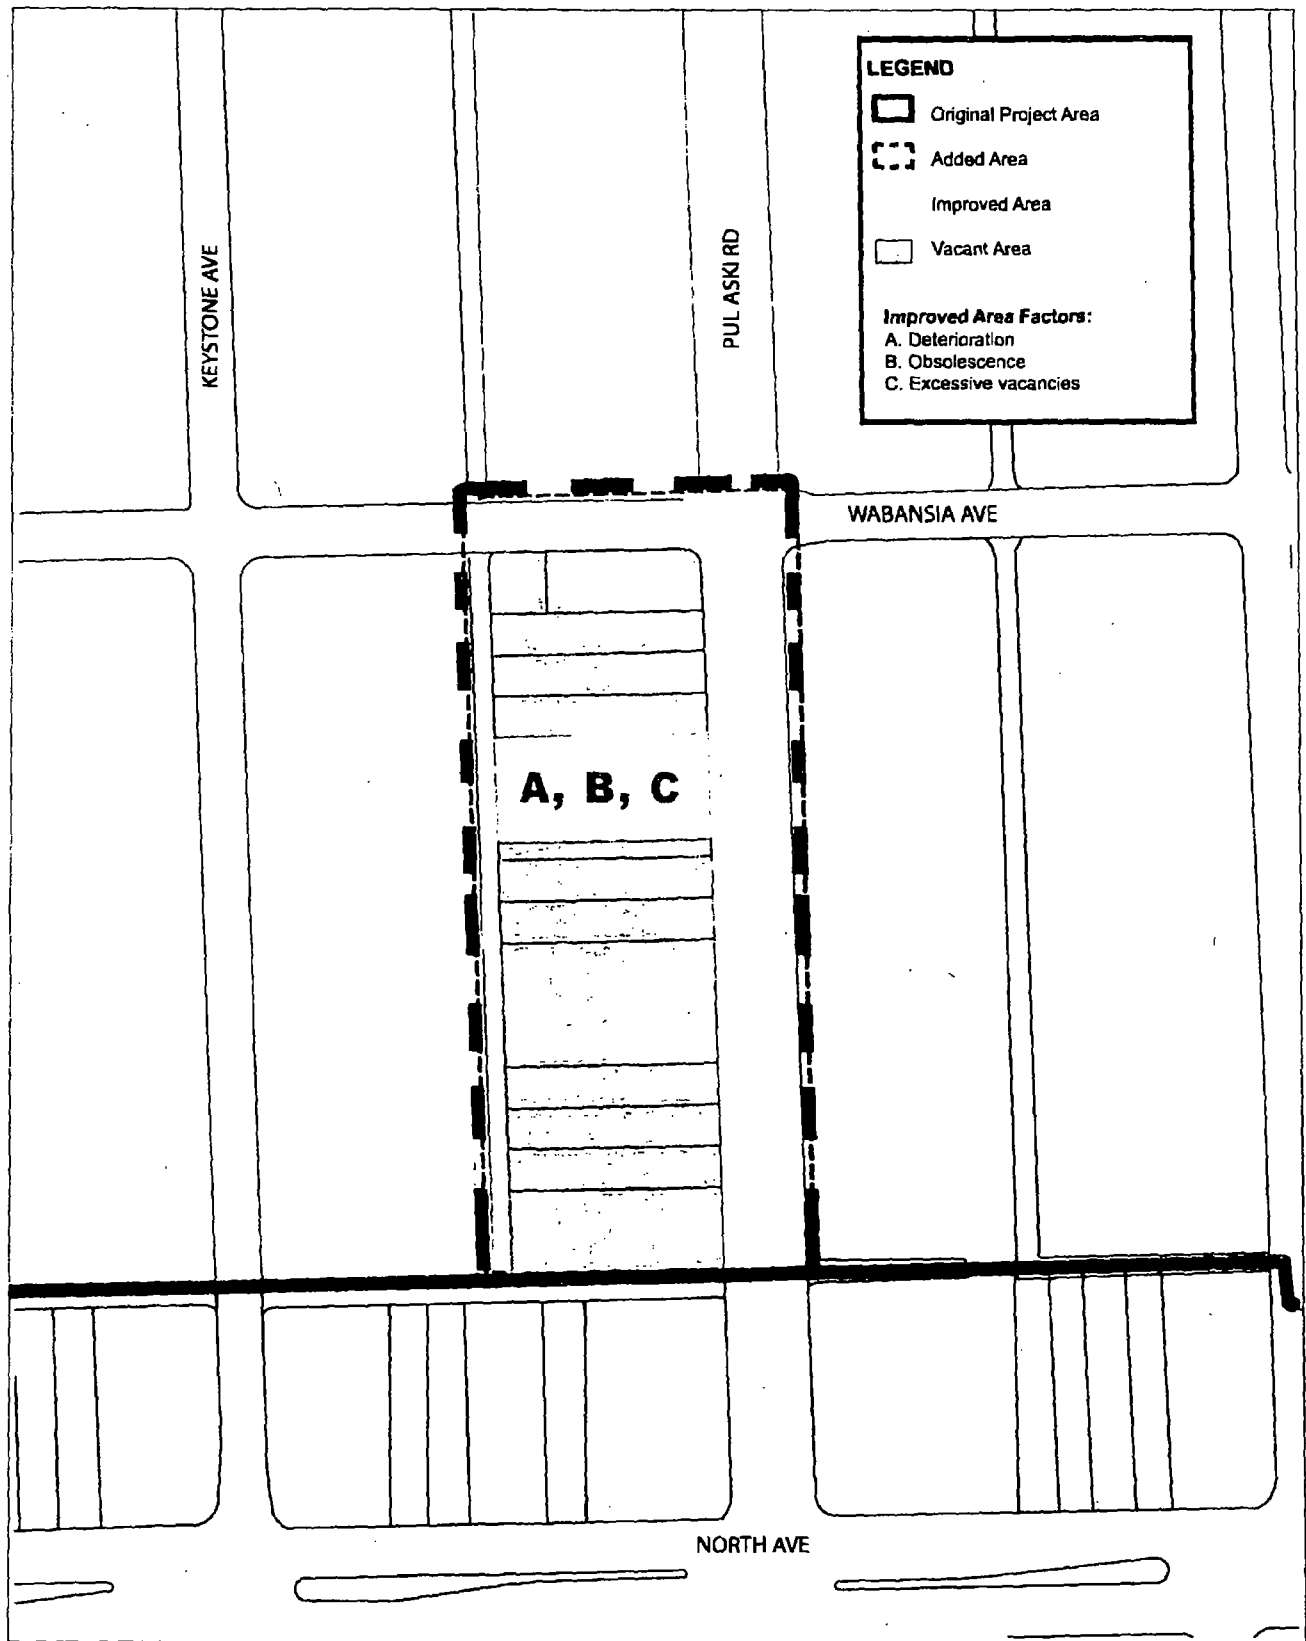 LEGEND
Original Project Area
Added Area
Improved Area
Vacant Area
Improved Area Factors:
A. Deterioration
B. Obsolescence
C. Excessive vacancies
KEYSTONE AVE
PUL ASKI RD
WABANSIA AVE
A, B, C
NORTH AVE